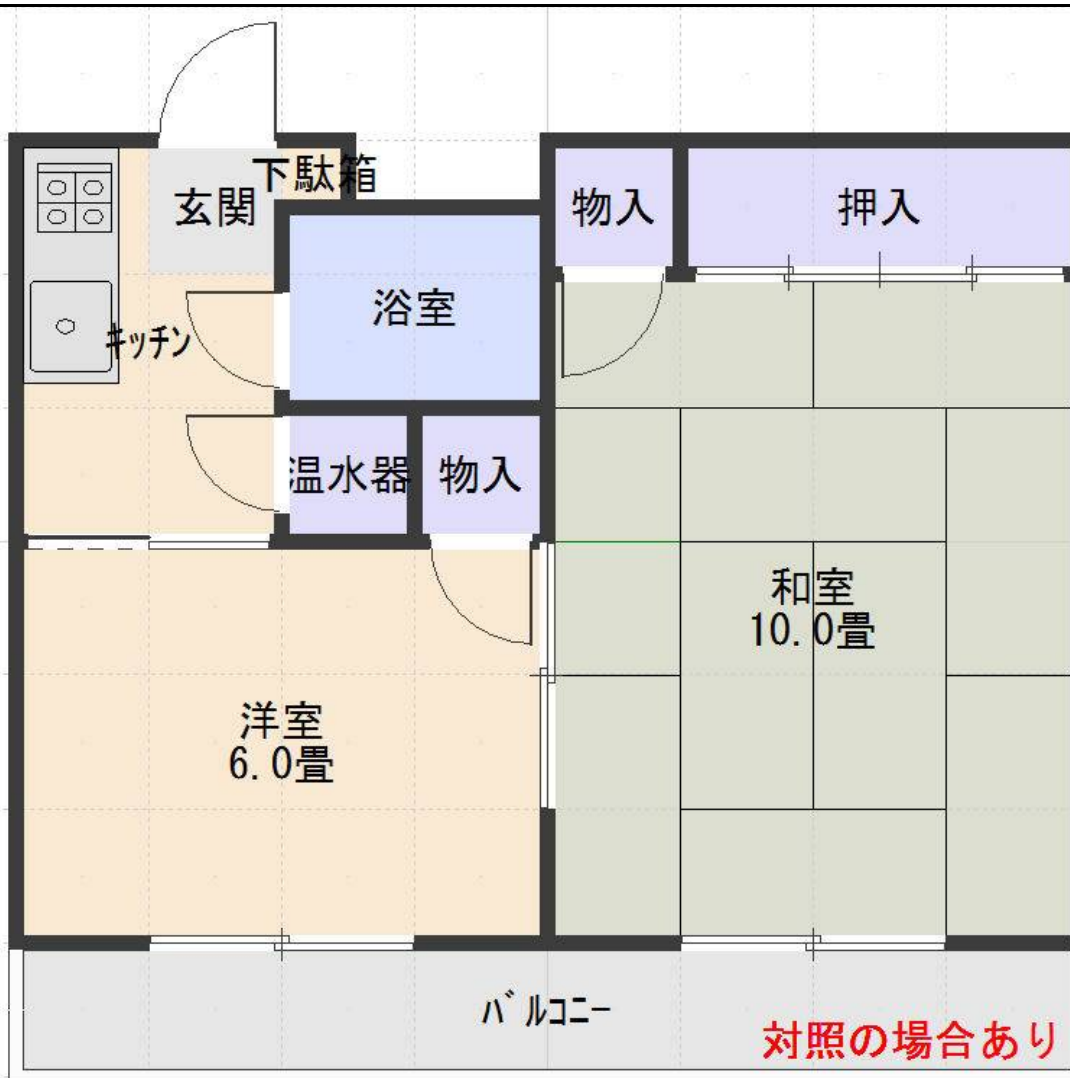 下駄箱
玄関
物入
押入
浴室
キッチン
温水器
物入
和室
10.0畳
洋室
6.0畳
バルコニー
対照の場合あり